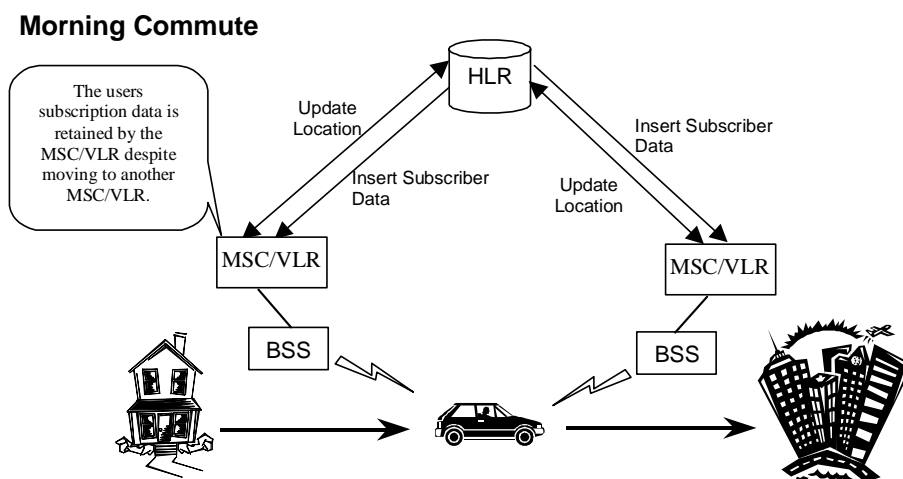 Morning Commute
The users
subscription data is
retained by the
MSC/VLR despite
moving to another
MSC/VLR.
HLR
Update
Location
Insert Subscriber
Data
Insert Subscriber
Data
Update
Location
MSC/VLR
MSC/VLR
BSS
BSS